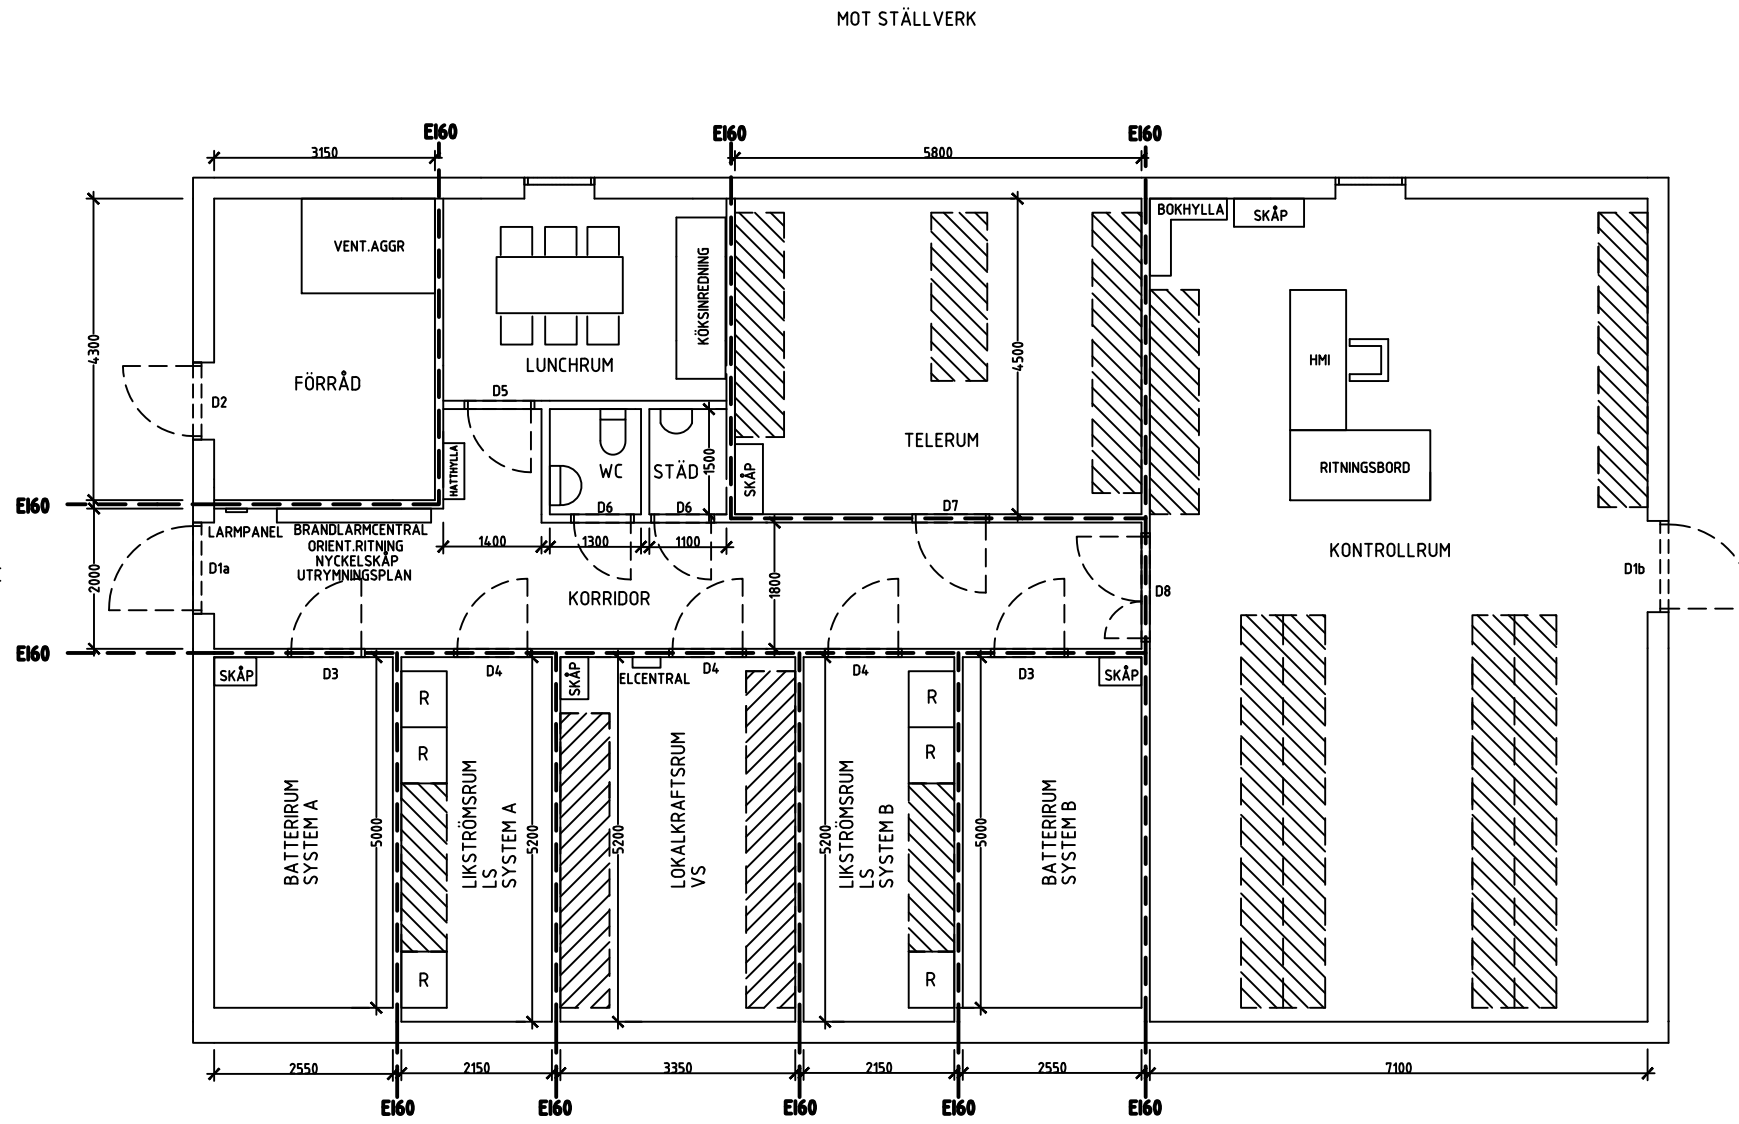 MOT STÄLLVERK
EI60
EI60
EI60
3150
5800
BOKHYLLA
SKÅP
VENT.AGGR
KÖKSINREDNING
4300
4500
LUNCHRUM
HMI
FÖRRÅD
D5
D2
TELERUM
HATTHYLLA
WC
STÄD
1500
SKÅP
RITNINGSBORD
EI60
D6
D6
D7
LARMPANEL
BRANDLARMCENTRAL
ORIENT.RITNING
NYCKELSKÅP
UTRYMNINGSPLAN
1400
1300
1100
KONTROLLRUM
D1a
2000
1800
D1b
KORRIDOR
D8
EI60
SKÅP
D3
D4
SKÅP
ELCENTRAL
D4
D4
D3
SKÅP
R
R
R
R
BATTERIRUM
SYSTEM A
5000
LIKSTRÖMSRUM
LS
SYSTEM A
5200
5200
LOKALKRAFTSRUM
VS
5200
LIKSTRÖMSRUM
LS
SYSTEM B
5000
BATTERIRUM
SYSTEM B
R
R
2550
2150
3350
2150
2550
7100
EI60
EI60
EI60
EI60
EI60